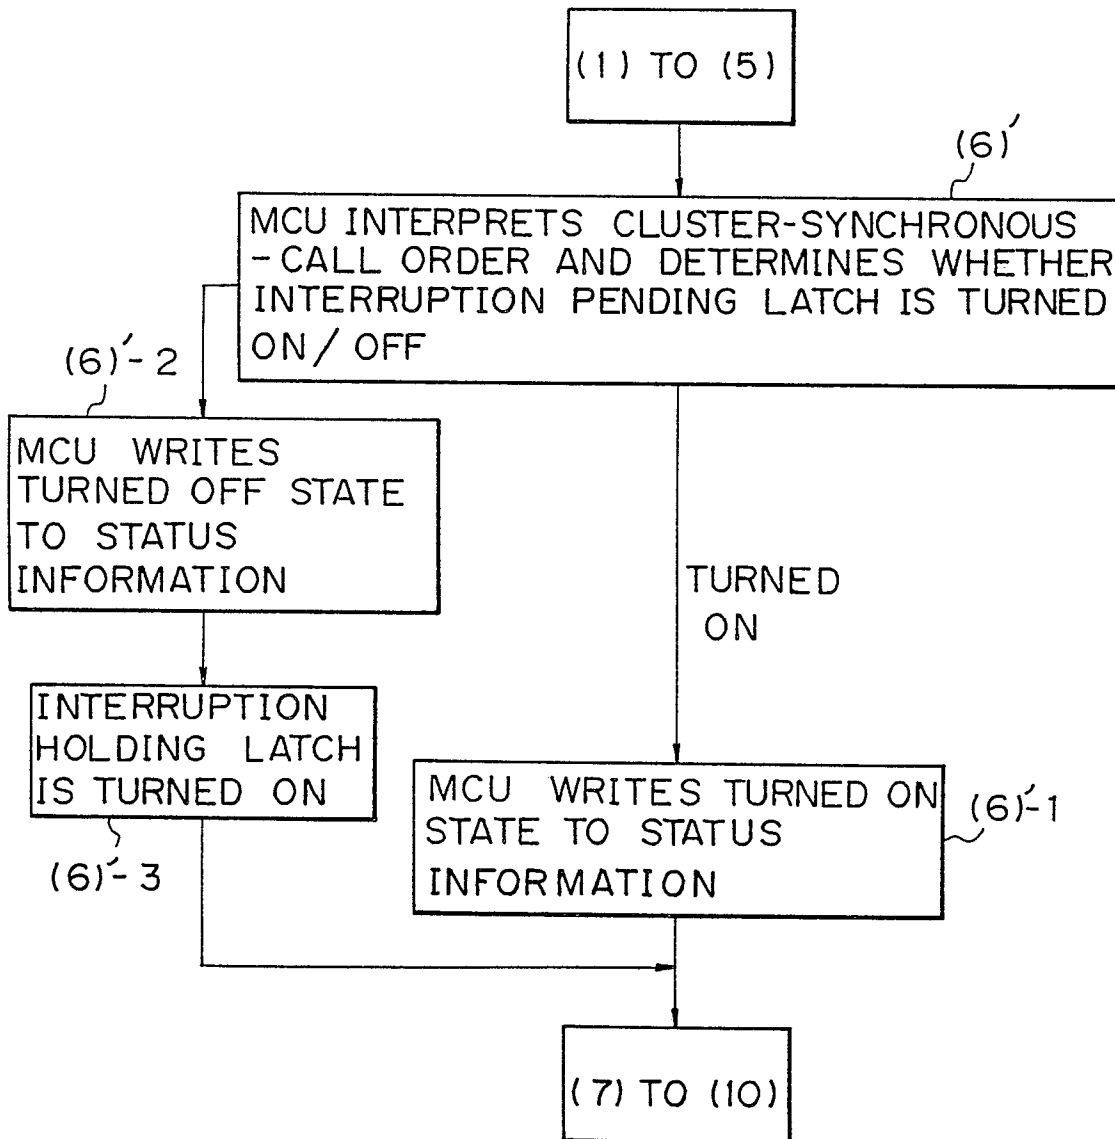 (1) TO (5)
(6)'
MCU INTERPRETS CLUSTER-SYNCHRONOUS
-CALL ORDER AND DETERMINES WHETHER
INTERRUPTION PENDING LATCH IS TURNED
ON/OFF
(6)'-2
MCU WRITES
TURNED OFF STATE
TO STATUS
INFORMATION
TURNED
ON
INTERRUPTION
HOLDING LATCH
IS TURNED ON
(6)'-3
MCU WRITES TURNED ON
STATE TO STATUS
INFORMATION
(6)'-1
(7) TO (10)